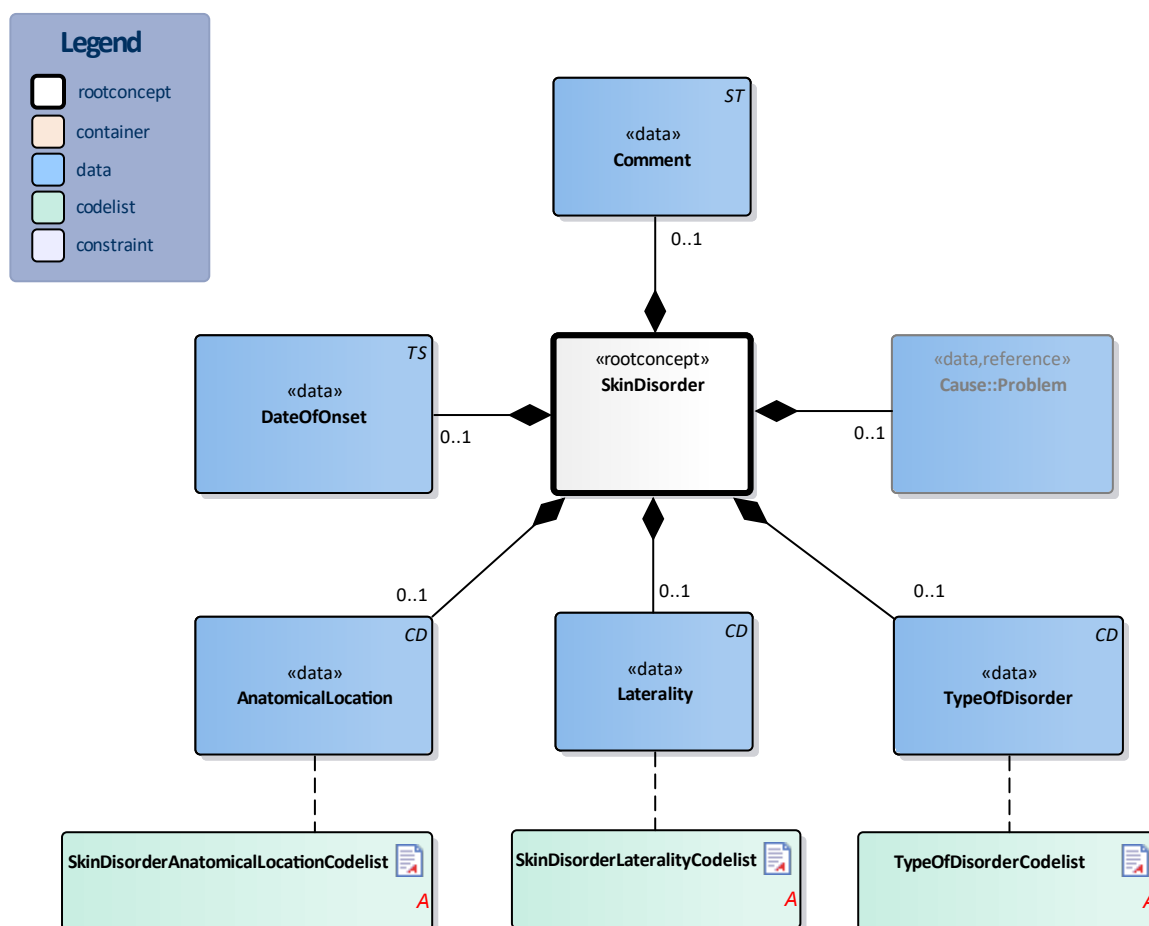 Legend
rootconcept
container
data
codelist
constraint
ST
«data»
Comment
0..1
TS
«data»
DateOfOnset
0..1
«rootconcept»
SkinDisorder
«data,reference»
Cause::Problem
0..1
0..1
0..1
0..1
CD
«data»
AnatomicalLocation
CD
«data»
Laterality
CD
«data»
TypeOfDisorder
SkinDisorderAnatomicalLocationCodelist
A
SkinDisorderLateralityCodelist
A
TypeOfDisorderCodelist
A